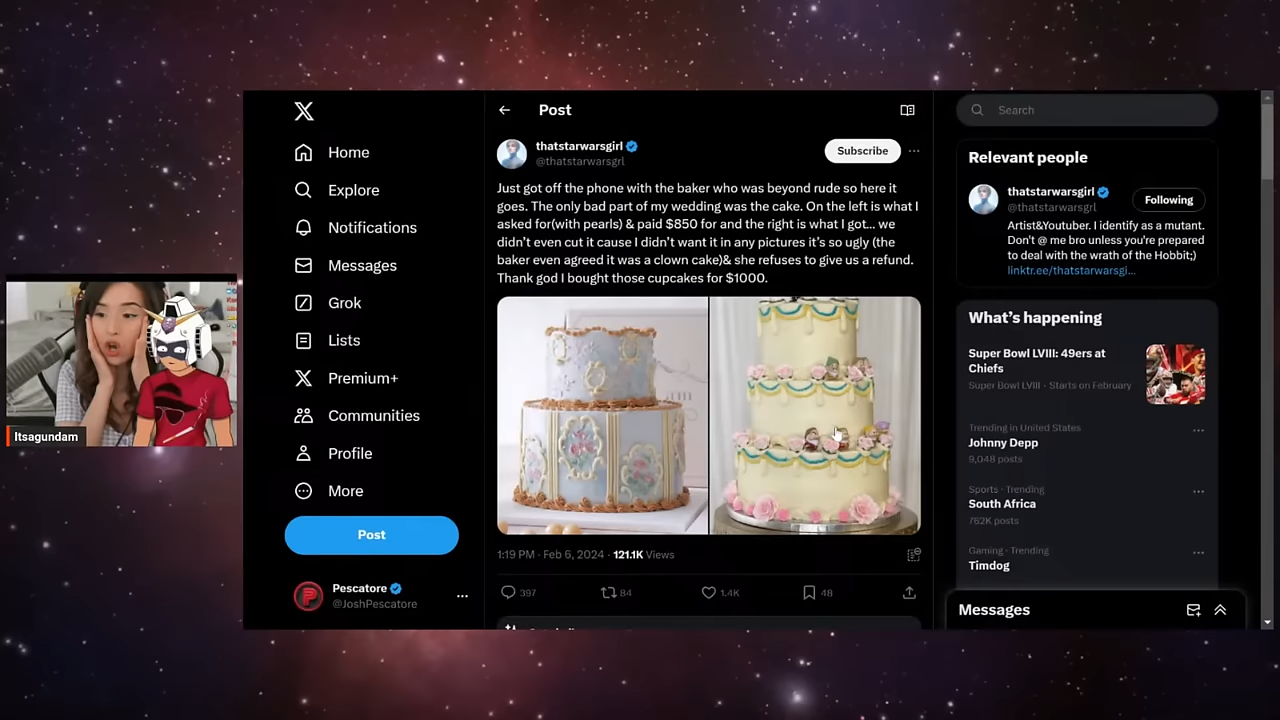 Post
Search
thatstarwarsgirl
@thatstarwarsgrl
Subscribe
Just got off the phone with the baker who was beyond rude so here it
goes. The only bad part of my wedding was the cake. On the left is what I
asked for(with pearls) & paid $850 for and the right is what I got... we
didn't even cut it cause I didn't want it in any pictures it's so ugly (the
baker even agreed it was a clown cake)& she refuses to give us a refund.
Thank god I bought those cupcakes for $1000.
1:19 PM · Feb 6, 2024 · 121.1K Views
397
84
1.4K
48
Home
Explore
Notifications
Messages
Grok
Lists
Premium+
Communities
Profile
More
Post
Pescatore
@JoshPescatore
Relevant people
thatstarwarsgirl
@thatstarwarsgrl
Following
Artist&Youtuber. I identify as a mutant.
Don't @ me bro unless you're prepared
to deal with the wrath of the Hobbit;)
linktr.ee/thatstarwarsgi...
What's happening
Super Bowl LVIII: 49ers at
Chiefs
Super Bowl LVIII · Starts on February
Trending in United States
Johnny Depp
9,048 posts
Sports · Trending
South Africa
762K posts
Gaming · Trending
Timdog
Messages
Itsagundam